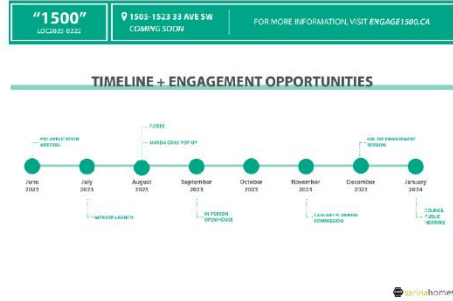 "1500"
LOC2023-0222
1505-1523 33 AVE SW
COMING SOON
FOR MORE INFORMATION, VISIT ENGAGE1500.CA
TIMELINE + ENGAGEMENT OPPORTUNITIES
FLYERS
PRE-APPLICATION
MEETING
MARDA GRAS POP-UP
ONLINE ENGAGEMENT
SESSION
June
2023
July
2023
August
2023
September
2023
October
2023
November
2023
December
2023
January
2024
WEBSITE LAUNCH
IN PERSON
OPEN HOUSE
CALGARY PLANNING
COMMISSION
COUNCIL
PUBLIC
HEARING
sarinahomes